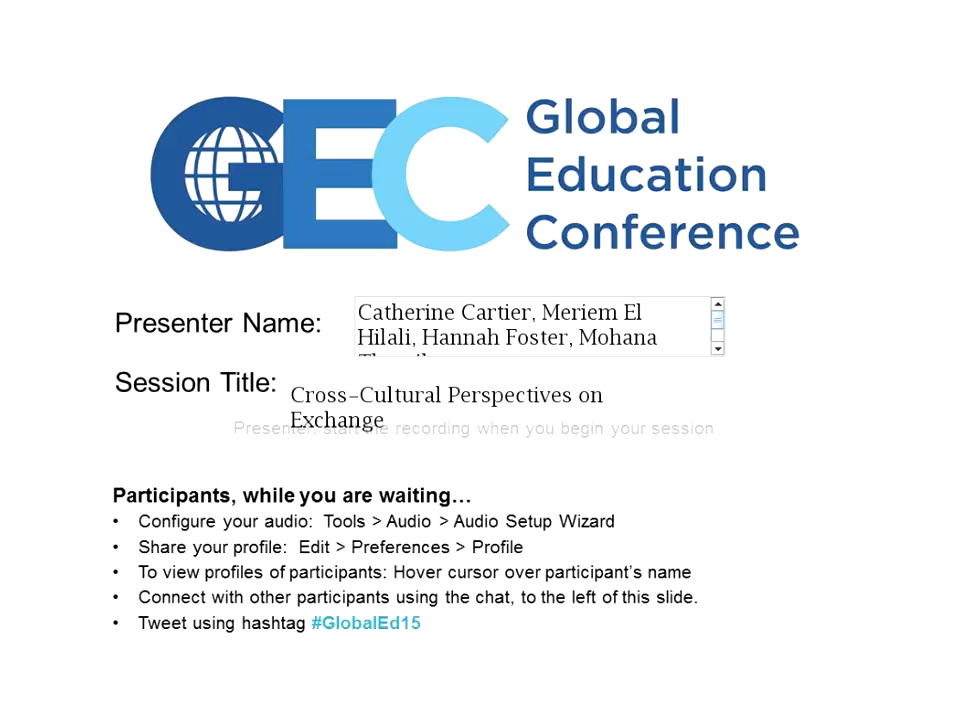 GEC
Global
Education
Conference
Presenter Name:
Catherine Cartier, Meriem El
Hilali, Hannah Foster, Mohana
Session Title:
Cross-Cultural Perspectives on
Exchange
Presenter: start the recording when you begin your session
Participants, while you are waiting…
• Configure your audio: Tools > Audio > Audio Setup Wizard
• Share your profile: Edit > Preferences > Profile
• To view profiles of participants: Hover cursor over participant's name
• Connect with other participants using the chat, to the left of this slide.
• Tweet using hashtag #GlobalEd15